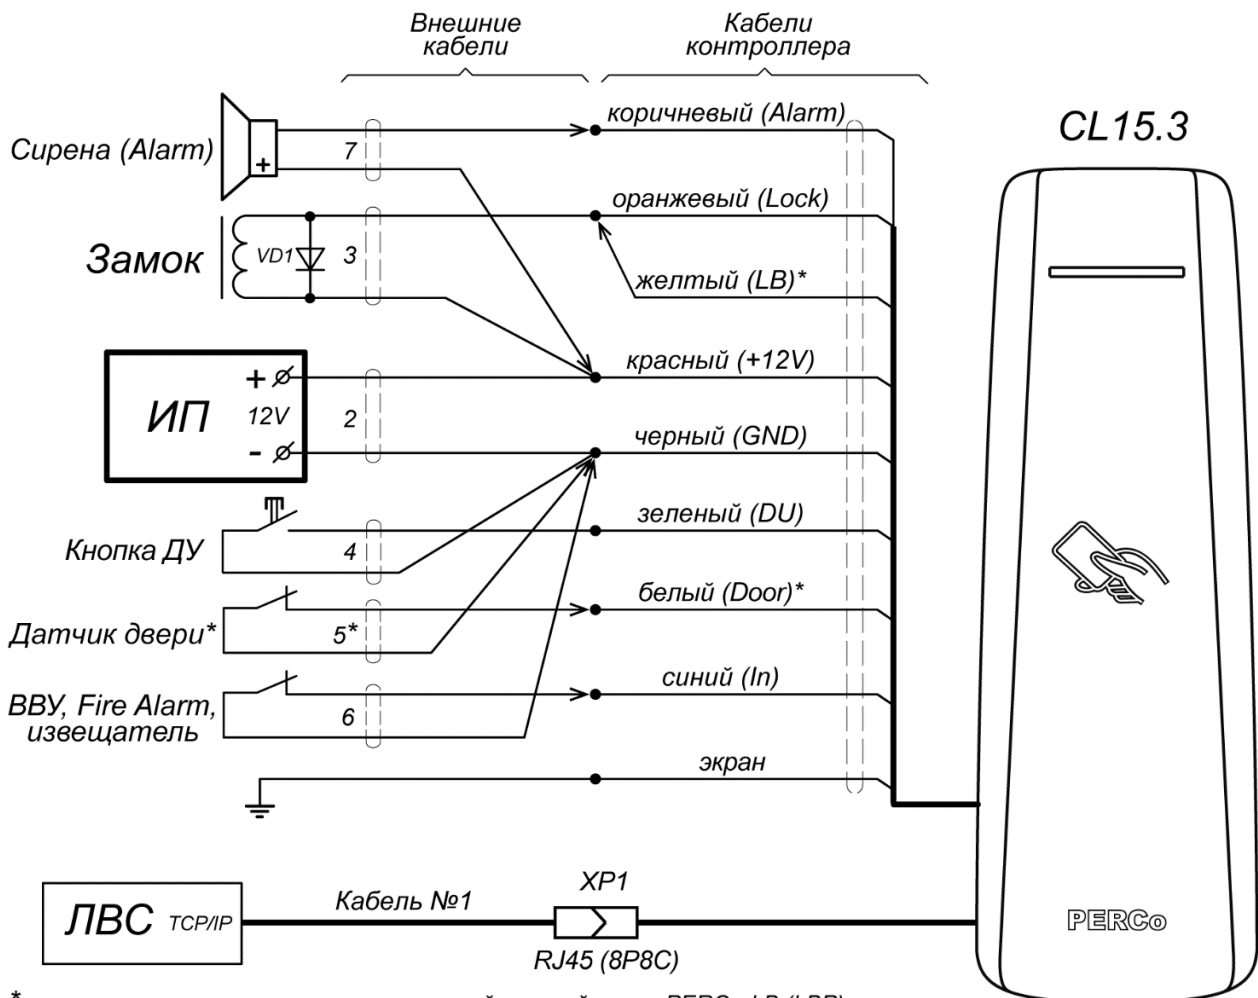 Внешние
кабели
Кабели
контроллера
CL15.3
Сирена (Alarm)
+
7
коричневый (Alarm)
оранжевый (Lock)
Замок
VD1
3
желтый (LB)*
красный (+12V)
ИП
+
12V
-
2
черный (GND)
зеленый (DU)
Кнопка ДУ
4
белый (Door)*
Датчик двери*
5*
синий (In)
ВВУ, Fire Alarm,
извещатель
6
экран
ЛВС TCP/IP
Кабель №1
XP1
RJ45 (8P8C)
PERCo
*